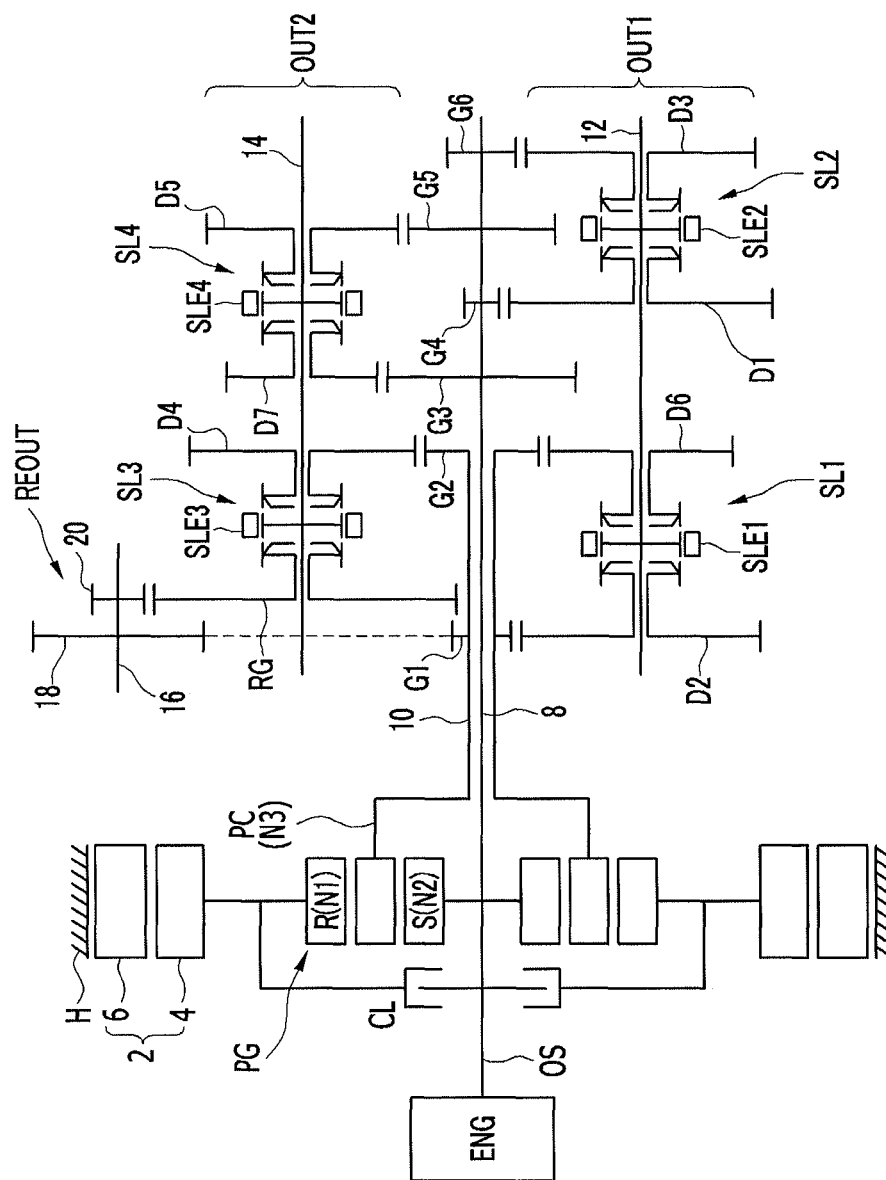 REOUT
20
18
16
RG
D4
SL3
SLE3
D7
SL4
SLE4
D5
14
OUT2
G1
G2
G3
G4
G5
G6
10
8
12
D3
OUT1
SL2
SLE2
D1
D6
SL1
SLE1
D2
H
6
4
2
PG
R(N1)
S(N2)
PC
(N3)
CL
OS
ENG